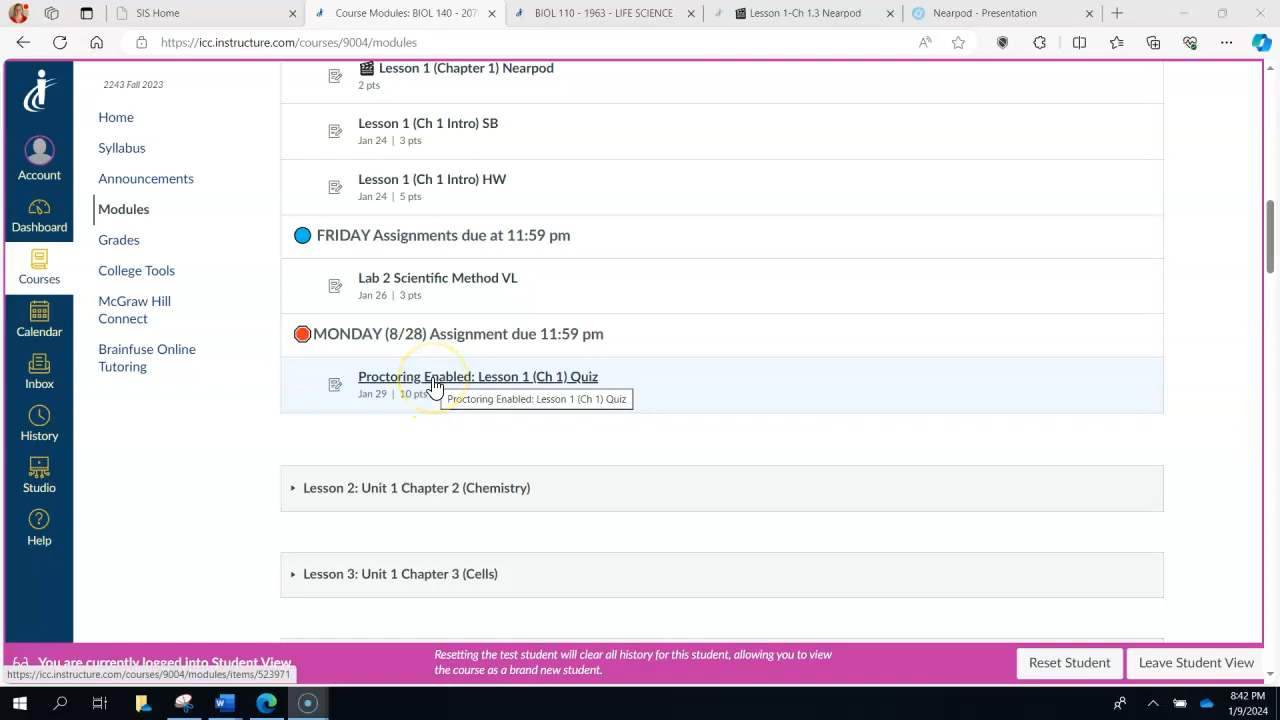 SIS Home
Course Modules: BIOL 140 - 207
BIOL 110 - 1963 - LIFE SCIENCE
Lesson 1-Ch 1.3 Nearpod
Nearpod - Presentation
https://icc.instructure.com/courses/9004/modules
2243 Fall 2023
Home
Syllabus
Announcements
Modules
Grades
College Tools
McGraw Hill
Connect
Brainfuse Online
Tutoring
Account
Dashboard
Courses
Calendar
Inbox
History
Studio
Help
Lesson 1 (Chapter 1) Nearpod
2 pts
Lesson 1 (Ch 1 Intro) SB
Jan 24 | 3 pts
Lesson 1 (Ch 1 Intro) HW
Jan 24 | 5 pts
FRIDAY Assignments due at 11:59 pm
Lab 2 Scientific Method VL
Jan 26 | 3 pts
MONDAY (8/28) Assignment due 11:59 pm
Proctoring Enabled: Lesson 1 (Ch 1) Quiz
Jan 29 | 10 pts
Proctoring Enabled: Lesson 1 (Ch 1) Quiz
Lesson 2: Unit 1 Chapter 2 (Chemistry)
Lesson 3: Unit 1 Chapter 3 (Cells)
You are currently logged into Student View
Resetting the test student will clear all history for this student, allowing you to view
the course as a brand new student.
Reset Student
Leave Student View
https://icc.instructure.com/courses/9004/modules/items/523971
8:42 PM
1/9/2024